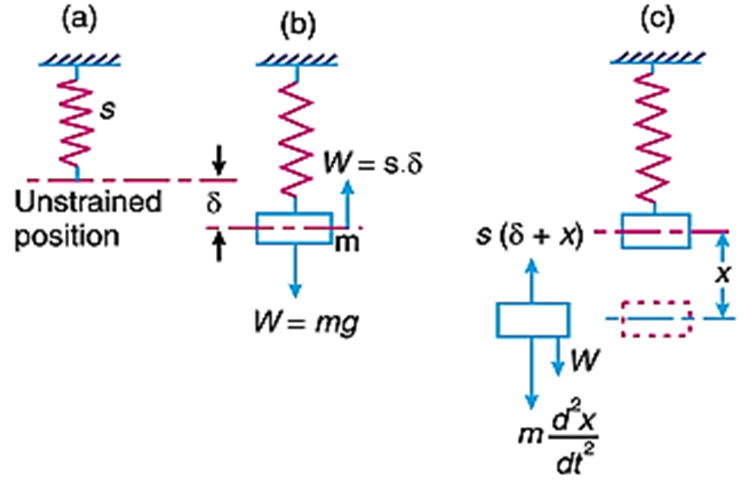 (a)
(b)
(c)
s
W = s.δ
Unstrained
position
δ
m
W = mg
s (δ + x)
x
W
m d²x
dt²